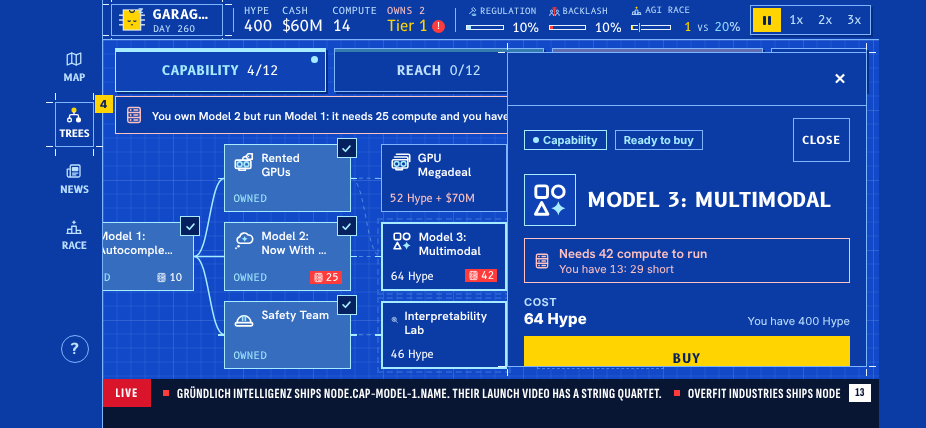 GARAG...
DAY 260
HYPE
400
CASH
$60M
COMPUTE
14
OWNS 2
Tier 1 !
REGULATION
10%
BACKLASH
10%
AGI RACE
1 VS 20%
1x
2x
3x
MAP
4
TREES
NEWS
RACE
?
CAPABILITY 4/12
REACH 0/12
You own Model 2 but run Model 1: it needs 25 compute and you have
Rented
GPUs
OWNED
GPU
Megadeal
52 Hype + $70M
Model 1:
Autocomple...
D
10
Model 2:
Now With ...
OWNED
25
Model 3:
Multimodal
64 Hype
42
Safety Team
OWNED
Interpretability
Lab
46 Hype
×
Capability
Ready to buy
CLOSE
MODEL 3: MULTIMODAL
Needs 42 compute to run
You have 13: 29 short
COST
64 Hype
You have 400 Hype
BUY
LIVE
GRÜNDLICH INTELLIGENZ SHIPS NODE.CAP-MODEL-1.NAME. THEIR LAUNCH VIDEO HAS A STRING QUARTET.
OVERFIT INDUSTRIES SHIPS NODE
13